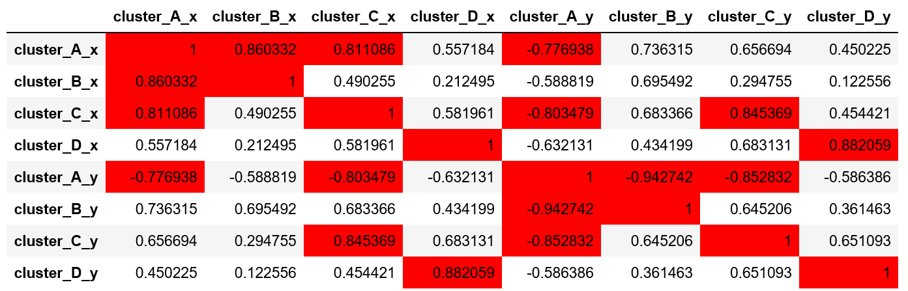 cluster_A_x cluster_B_x cluster_C_x cluster_D_x cluster_A_y cluster_B_y cluster_C_y cluster_D_y
cluster_A_x 1 0.860332 0.811086 0.557184 -0.776938 0.736315 0.656694 0.450225
cluster_B_x 0.860332 1 0.490255 0.212495 -0.588819 0.695492 0.294755 0.122556
cluster_C_x 0.811086 0.490255 1 0.581961 -0.803479 0.683366 0.845369 0.454421
cluster_D_x 0.557184 0.212495 0.581961 1 -0.632131 0.434199 0.683131 0.882059
cluster_A_y -0.776938 -0.588819 -0.803479 -0.632131 1 -0.942742 -0.852832 -0.586386
cluster_B_y 0.736315 0.695492 0.683366 0.434199 -0.942742 1 0.645206 0.361463
cluster_C_y 0.656694 0.294755 0.845369 0.683131 -0.852832 0.645206 1 0.651093
cluster_D_y 0.450225 0.122556 0.454421 0.882059 -0.586386 0.361463 0.651093 1